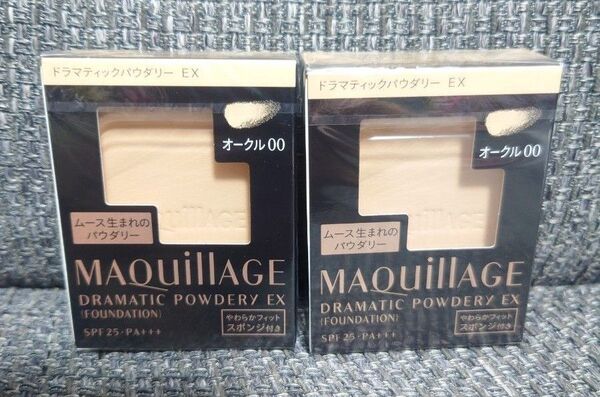 ドラマティックパウダリー EX
オークル00
QuillAGE
ムース生まれの
パウダリー
MAQuillAGE
DRAMATIC POWDERY EX
(FOUNDATION)
SPF25・PA+++
やわらかフィット
スポンジ付き
ドラマティックパウダリー EX
オークル00
QuillAGE
ムース生まれの
パウダリー
MAQuillAGE
DRAMATIC POWDERY EX
(FOUNDATION)
SPF25・PA+++
やわらかフィット
スポンジ付き